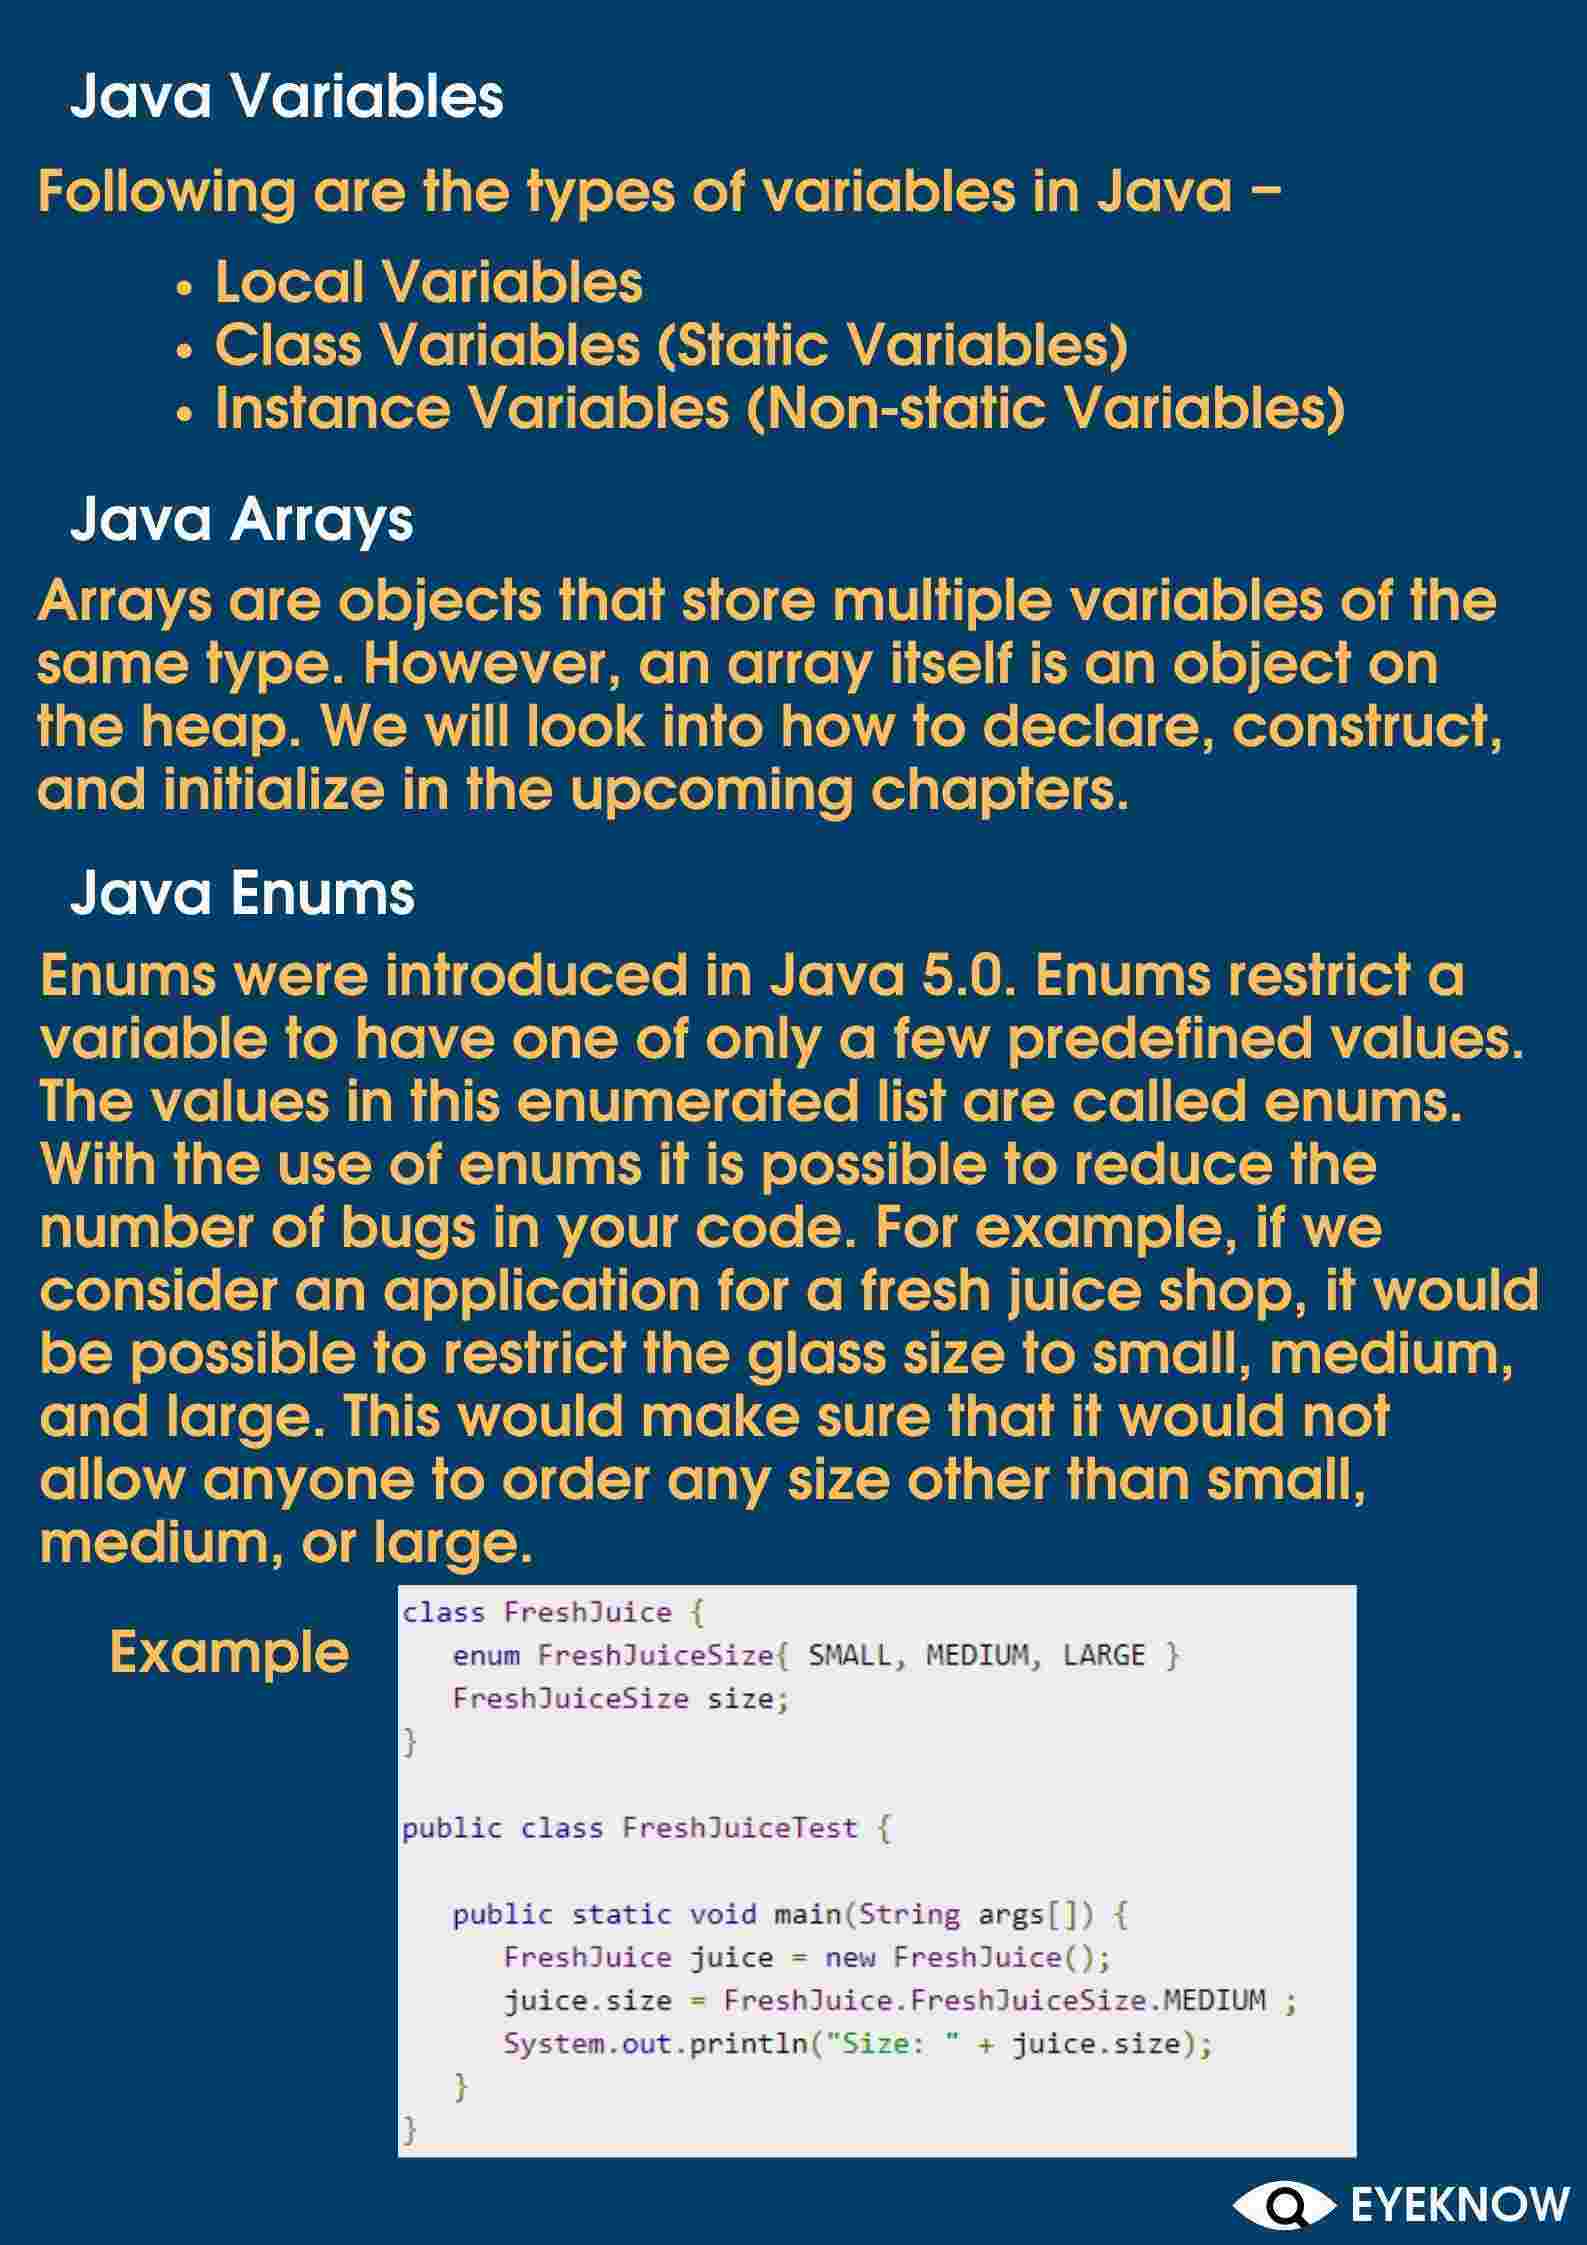 Java Variables
Following are the types of variables in Java –
• Local Variables
• Class Variables (Static Variables)
• Instance Variables (Non-static Variables)
Java Arrays
Arrays are objects that store multiple variables of the
same type. However, an array itself is an object on
the heap. We will look into how to declare, construct,
and initialize in the upcoming chapters.
Java Enums
Enums were introduced in Java 5.0. Enums restrict a
variable to have one of only a few predefined values.
The values in this enumerated list are called enums.
With the use of enums it is possible to reduce the
number of bugs in your code. For example, if we
consider an application for a fresh juice shop, it would
be possible to restrict the glass size to small, medium,
and large. This would make sure that it would not
allow anyone to order any size other than small,
medium, or large.
Example
class FreshJuice {
   enum FreshJuiceSize{ SMALL, MEDIUM, LARGE }
   FreshJuiceSize size;
}
public class FreshJuiceTest {
   public static void main(String args[]) {
      FreshJuice juice = new FreshJuice();
      juice.size = FreshJuice.FreshJuiceSize.MEDIUM ;
      System.out.println("Size: " + juice.size);
   }
}
EYEKNOW